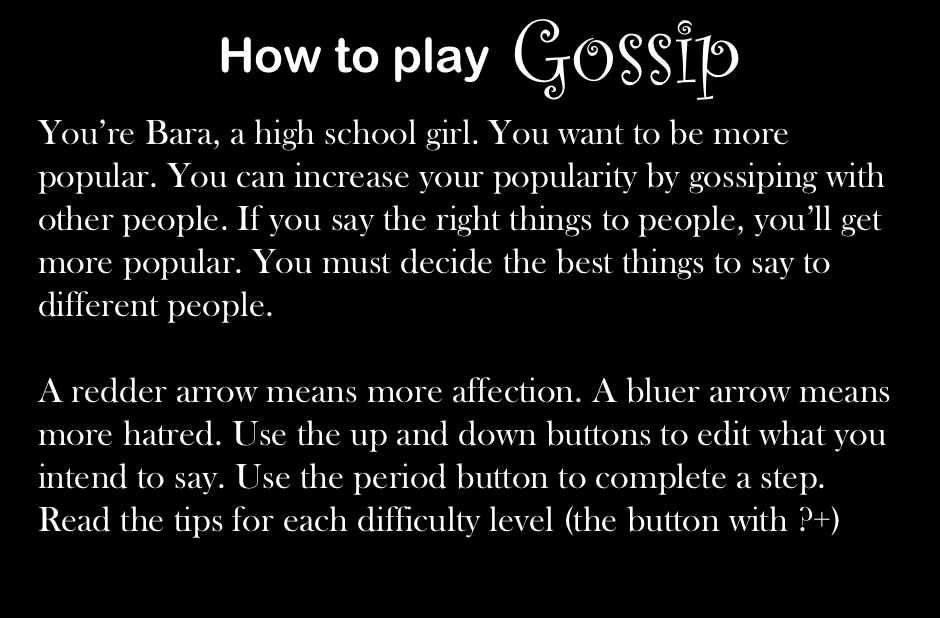 How to play Gossip
You're Bara, a high school girl. You want to be more
popular. You can increase your popularity by gossiping with
other people. If you say the right things to people, you'll get
more popular. You must decide the best things to say to
different people.
A redder arrow means more affection. A bluer arrow means
more hatred. Use the up and down buttons to edit what you
intend to say. Use the period button to complete a step.
Read the tips for each difficulty level (the button with ?+)